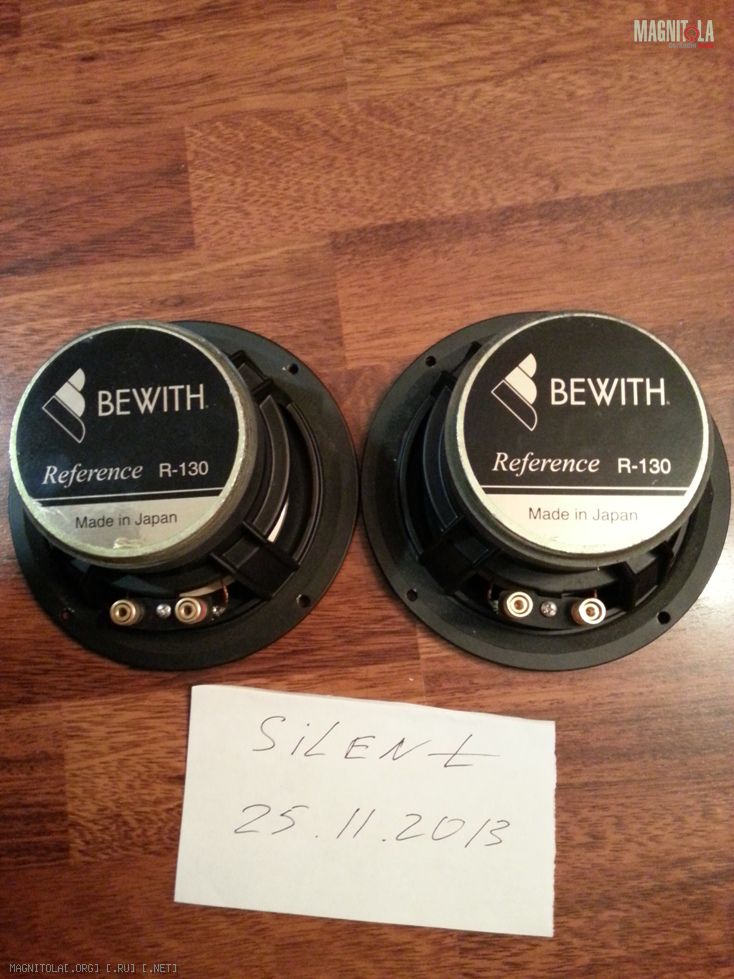 MAGNITOLA
BEWITH
Reference R-130
Made in Japan
BEWITH
Reference R-130
Made in Japan
SiLENt
25.11.2013
MAGNITOLA[.ORG] [.RU] [.NET]